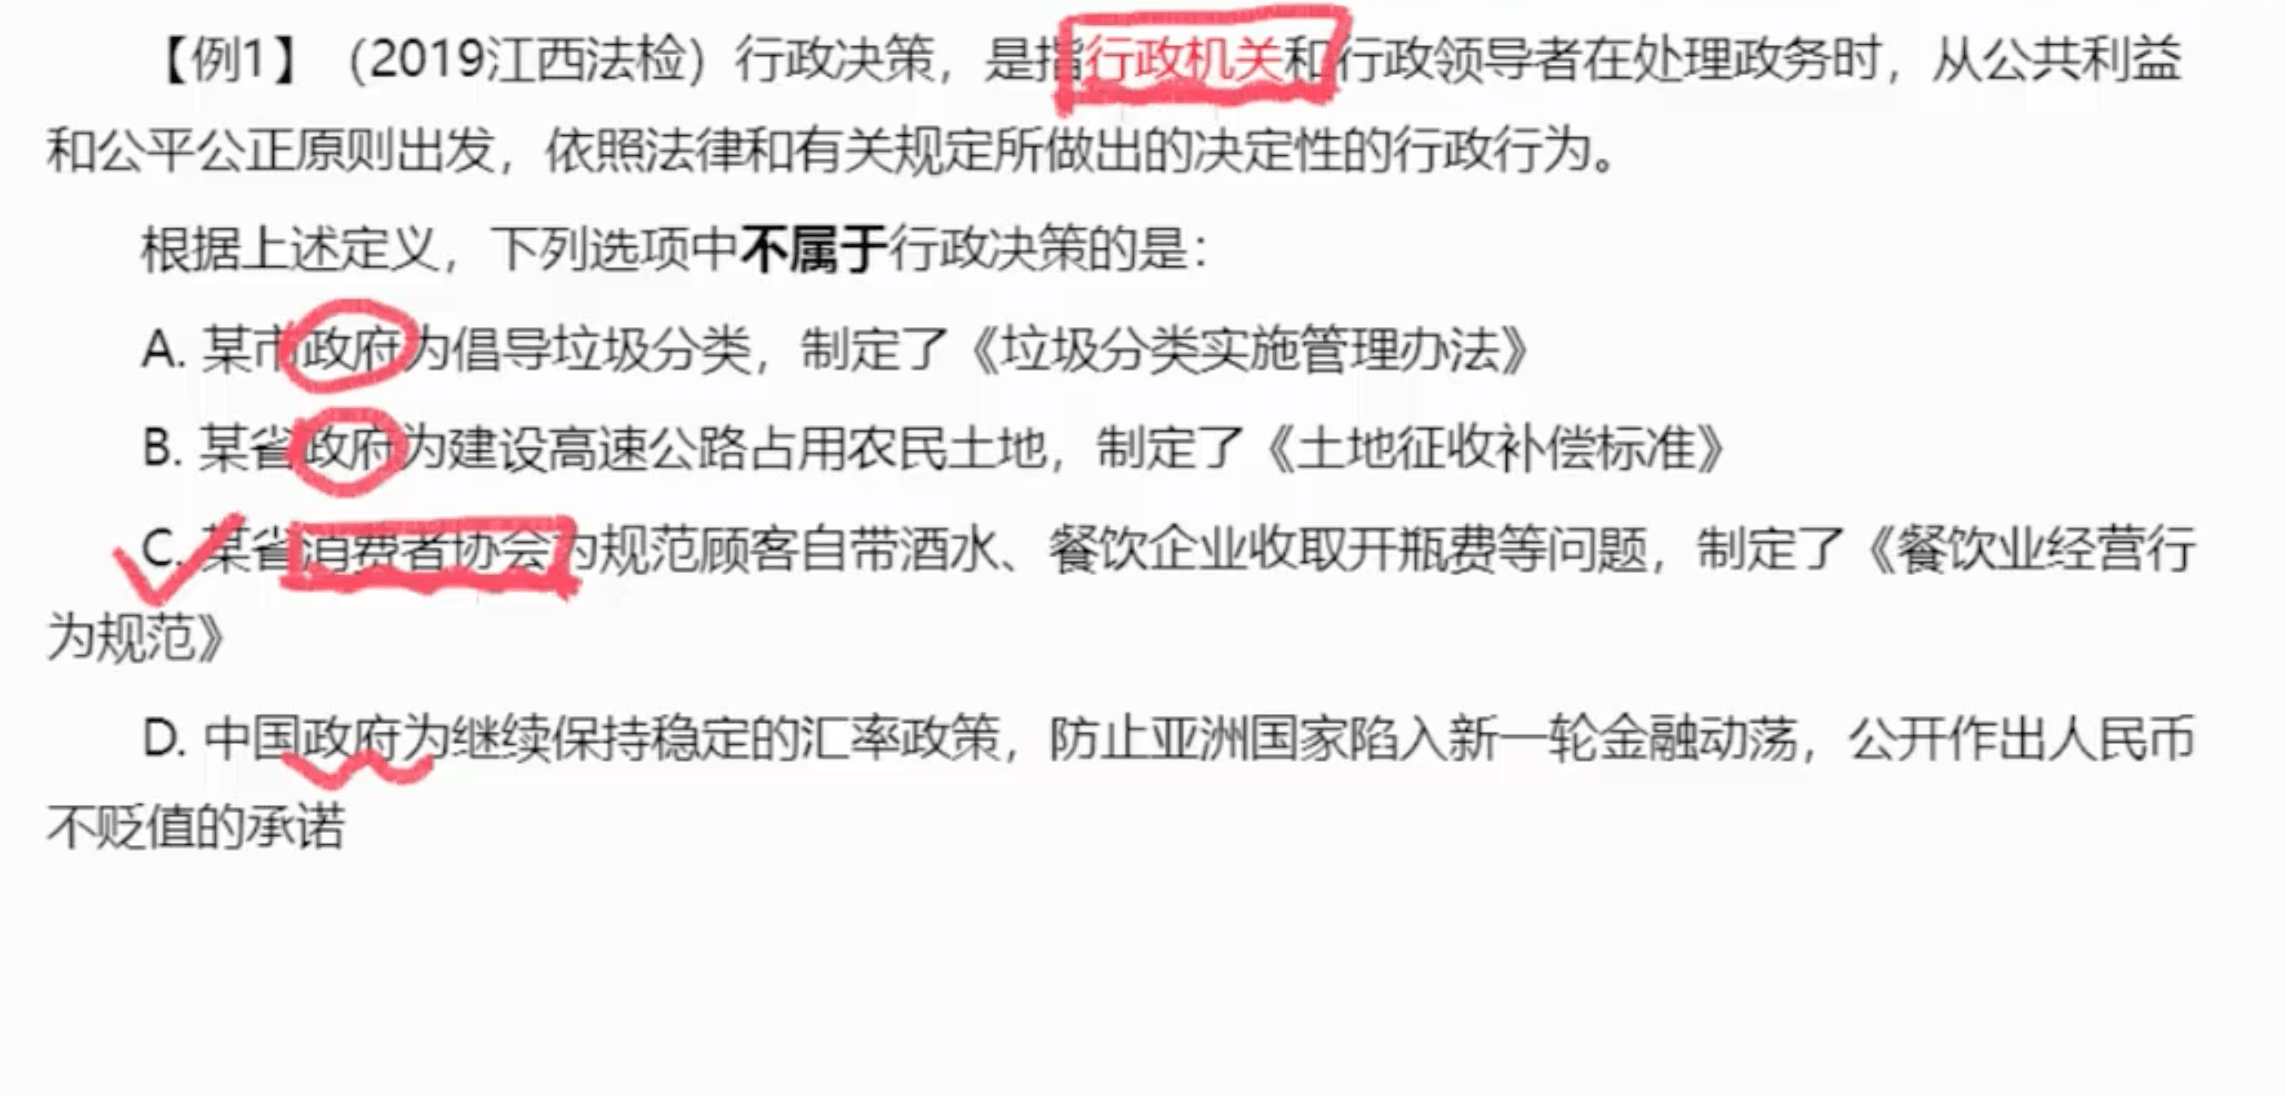 【例1】（2019江西法检）行政决策，是指行政机关和行政领导者在处理政务时，从公共利益
和公平公正原则出发，依照法律和有关规定所做出的决定性的行政行为。
根据上述定义，下列选项中不属于行政决策的是：
A. 某市政府为倡导垃圾分类，制定了《垃圾分类实施管理办法》
B. 某省政府为建设高速公路占用农民土地，制定了《土地征收补偿标准》
C. 某省消费者协会为规范顾客自带酒水、餐饮企业收取开瓶费等问题，制定了《餐饮业经营行
为规范》
D. 中国政府为继续保持稳定的汇率政策，防止亚洲国家陷入新一轮金融动荡，公开作出人民币
不贬值的承诺